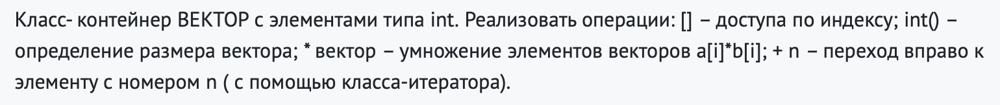 Класс- контейнер ВЕКТОР с элементами типа int. Реализовать операции: [] – доступа по индексу; int() –
определение размера вектора; * вектор – умножение элементов векторов a[i]*b[i]; + n – переход вправо к
элементу с номером n ( с помощью класса-итератора).